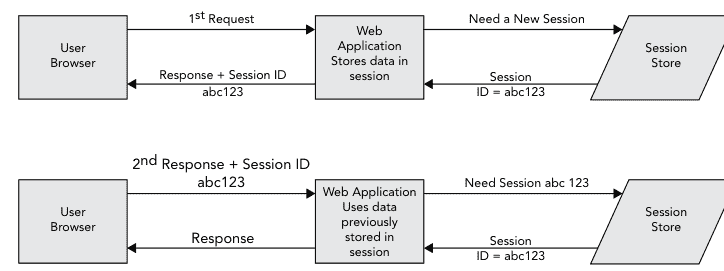 1st Request
Need a New Session
User
Browser
Web
Application
Stores data in
session
Session
Store
Response + Session ID
abc123
Session
ID = abc123
2nd Response + Session ID
abc123
Need Session abc 123
User
Browser
Web Application
Uses data
previously
stored in
session
Session
Store
Response
Session
ID = abc123